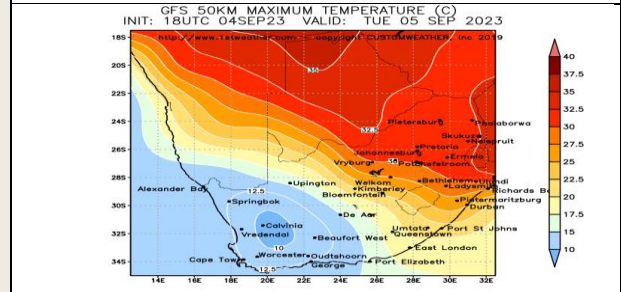 GFS 50KM MAXIMUM TEMPERATURE (C)
INIT: 18UTC 04SEP23 VALID: TUE 05 SEP 2023
http://www.1stweather.com copyright CUSTOMWEATHER, Inc 2019
18S
20S
22S
24S
26S
28S
30S
32S
34S
35
32.5
Pietersburg
Phalaborwa
Skukuza
Nelspruit
Pretoria
Johannesburg
Ermelo
Vryburg
30
Potchefstroom
Welkom
Bethlehem
Ulundi
Alexander Bay
12.5
Upington
Kimberley
Ladysmith
Richards
Bloemfontein
Springbok
Pietermaritzburg
Durban
De Aar
Calvinia
Vredendal
Umtata
Port St Johns
Queenstown
Beaufort West
10
East London
Worcester
Oudtshoorn
Cape Town
George
Port Elizabeth
12.5
14E 16E 18E 20E 22E 24E 26E 28E 30E 32E
40
37.5
35
32.5
30
27.5
25
22.5
20
17.5
15
12.5
10